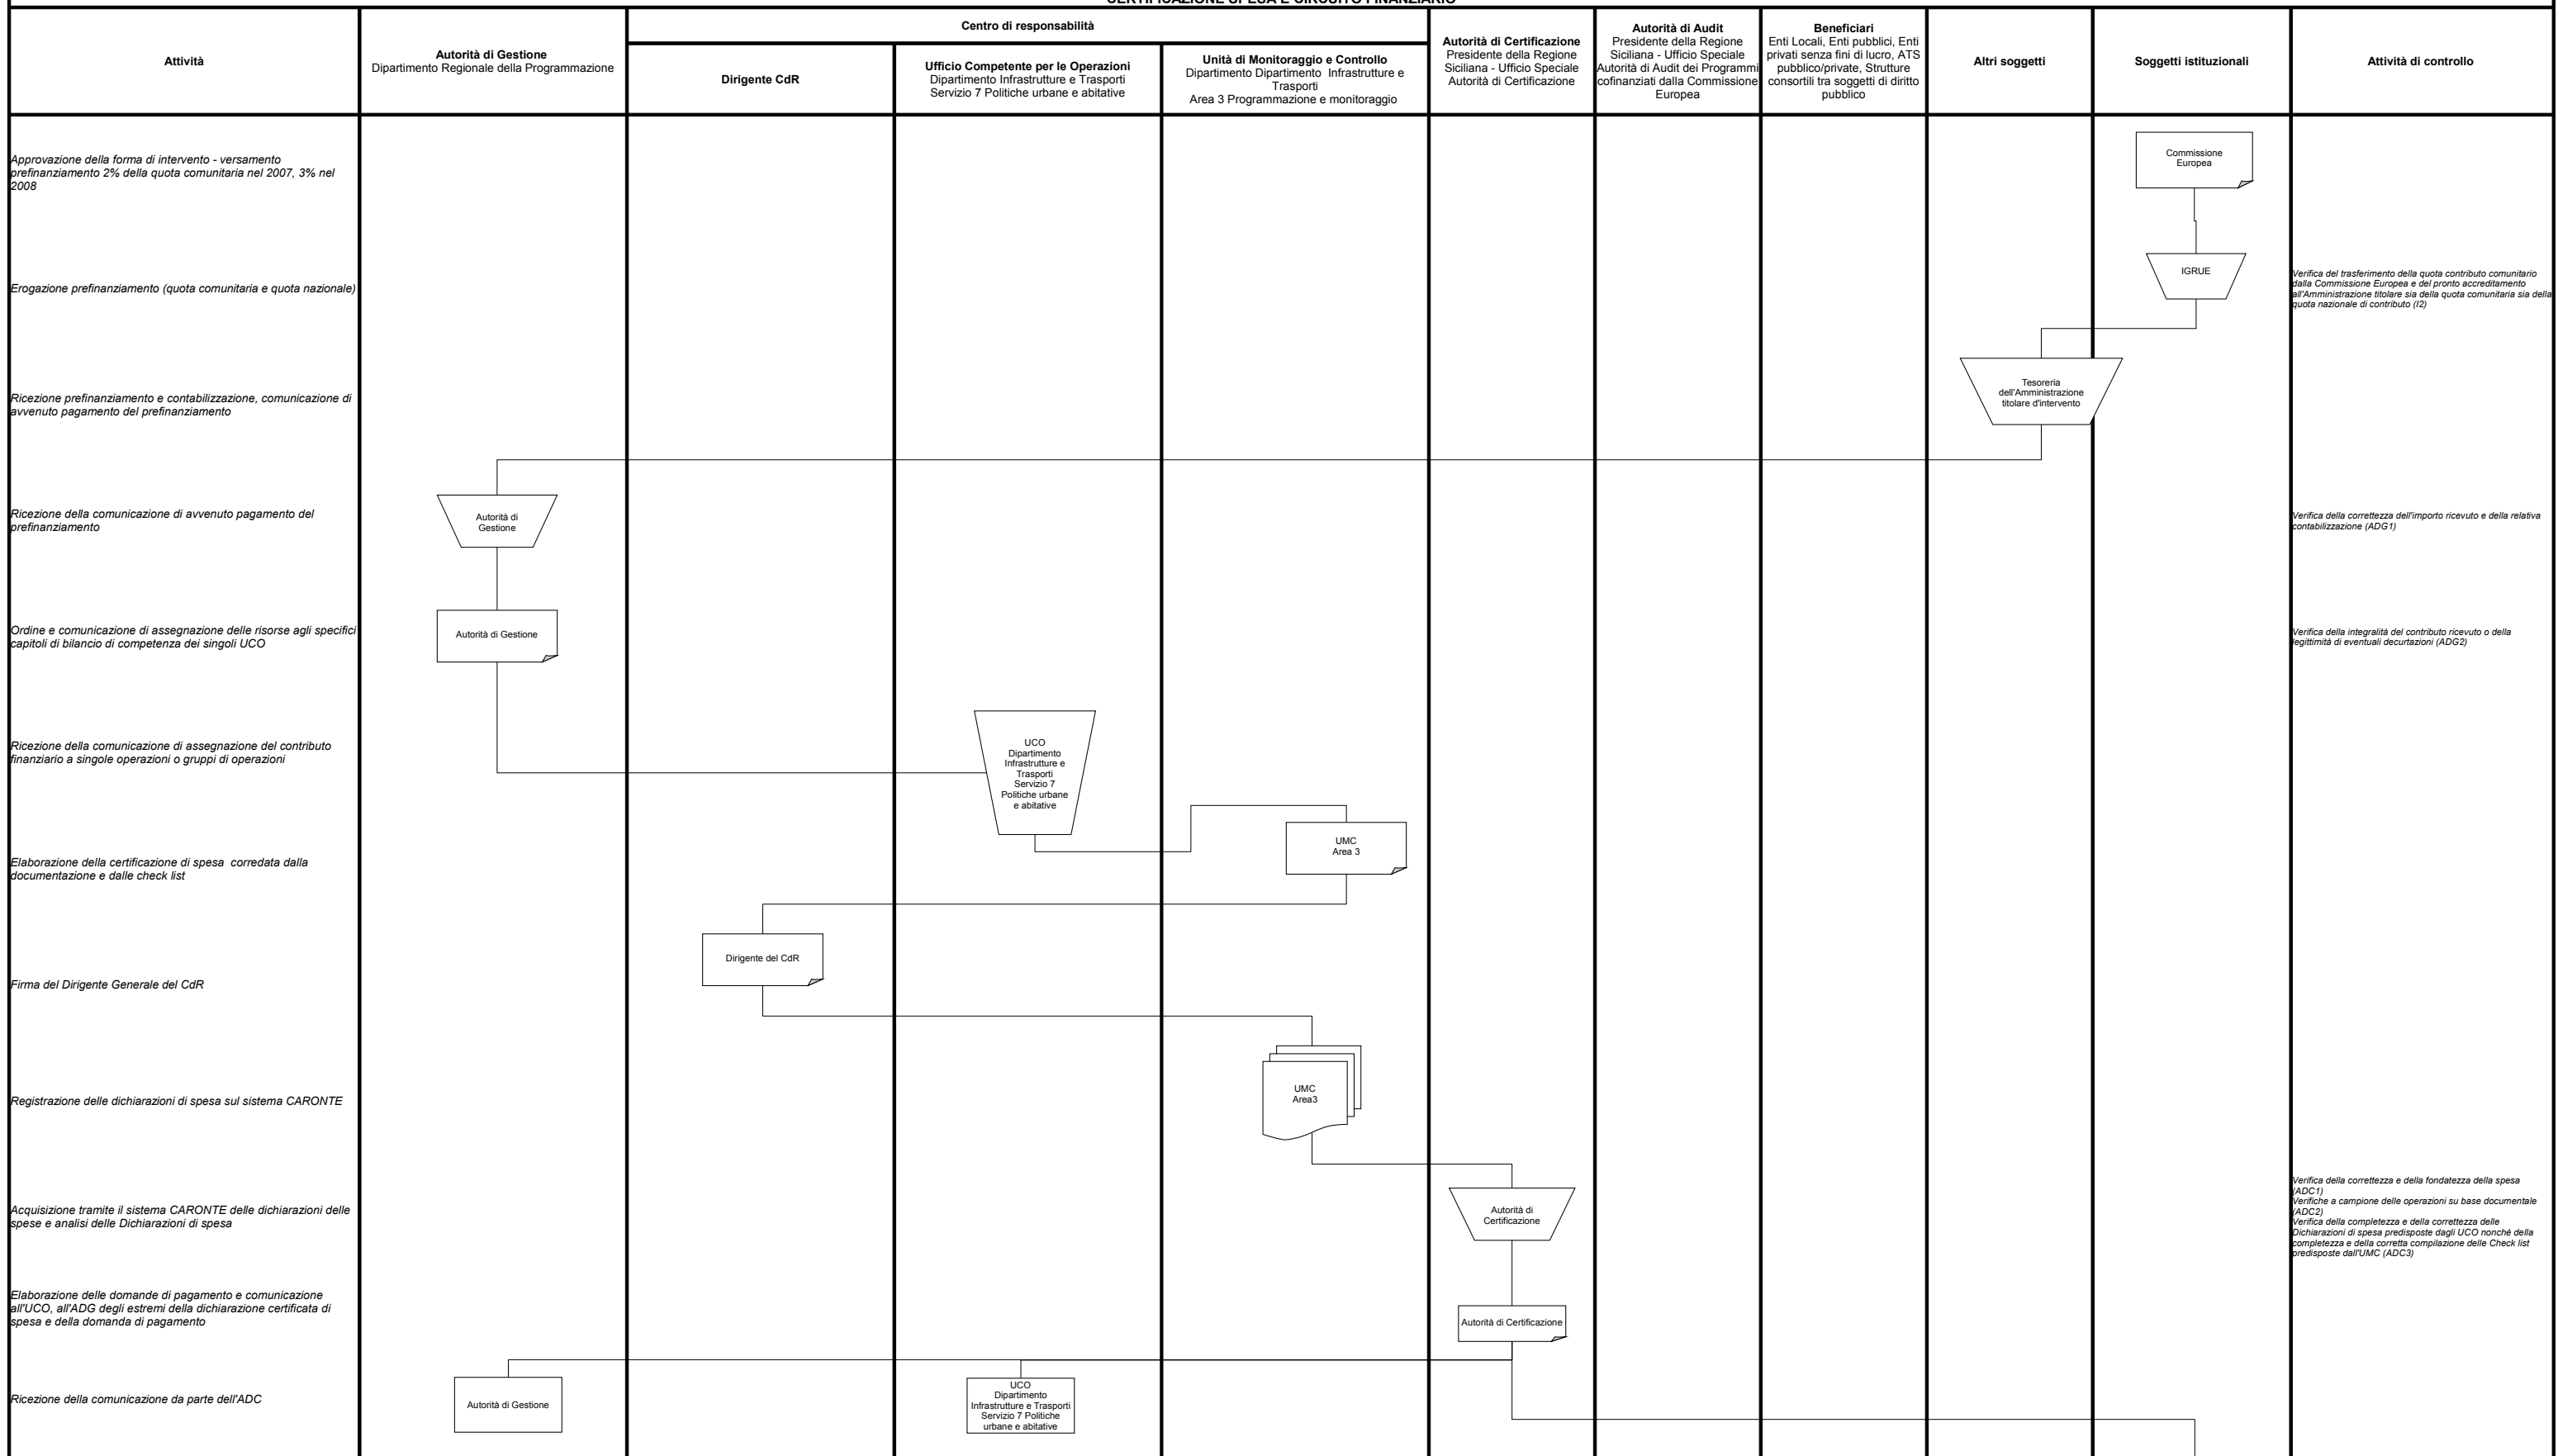 CERTIFICAZIONE SPESA E CIRCUITO FINANZIARIO
Attività
Autorità di Gestione
Dipartimento Regionale della Programmazione
Centro di responsabilità
Dirigente CdR
Ufficio Competente per le Operazioni
Dipartimento Infrastrutture e Trasporti
Servizio 7 Politiche urbane e abitative
Unità di Monitoraggio e Controllo
Dipartimento Dipartimento  Infrastrutture e
Trasporti
Area 3 Programmazione e monitoraggio
Autorità di Certificazione
Presidente della Regione
Siciliana - Ufficio Speciale
Autorità di Certificazione
Autorità di Audit
Presidente della Regione
Siciliana - Ufficio Speciale
Autorità di Audit dei Programmi
cofinanziati dalla Commissione
Europea
Beneficiari
Enti Locali, Enti pubblici, Enti
privati senza fini di lucro, ATS
pubblico/private, Strutture
consortili tra soggetti di diritto
pubblico
Altri soggetti
Soggetti istituzionali
Attività di controllo
Approvazione della forma di intervento - versamento
prefinanziamento 2% della quota comunitaria nel 2007, 3% nel
2008
Commissione
Europea
Erogazione prefinanziamento (quota comunitaria e quota nazionale)
IGRUE
Verifica del trasferimento della quota contributo comunitario
dalla Commissione Europea e del pronto accreditamento
all'Amministrazione titolare sia della quota comunitaria sia della
quota nazionale di contributo (I2)
Ricezione prefinanziamento e contabilizzazione, comunicazione di
avvenuto pagamento del prefinanziamento
Tesoreria
dell'Amministrazione
titolare d'intervento
Ricezione della comunicazione di avvenuto pagamento del
prefinanziamento
Autorità di
Gestione
Verifica della correttezza dell'importo ricevuto e della relativa
contabilizzazione (ADG1)
Ordine e comunicazione di assegnazione delle risorse agli specifici
capitoli di bilancio di competenza dei singoli UCO
Autorità di Gestione
Verifica della integralità del contributo ricevuto o della
legittimità di eventuali decurtazioni (ADG2)
Ricezione della comunicazione di assegnazione del contributo
finanziario a singole operazioni o gruppi di operazioni
UCO
Dipartimento
Infrastrutture e
Trasporti
Servizio 7
Politiche urbane
e abitative
Elaborazione della certificazione di spesa  corredata dalla
documentazione e dalle check list
UMC
Area 3
Firma del Dirigente Generale del CdR
Dirigente del CdR
Registrazione delle dichiarazioni di spesa sul sistema CARONTE
UMC
Area3
Acquisizione tramite il sistema CARONTE delle dichiarazioni delle
spese e analisi delle Dichiarazioni di spesa
Autorità di
Certificazione
Verifica della correttezza e della fondatezza della spesa
(ADC1)
Verifiche a campione delle operazioni su base documentale
(ADC2)
Verifica della completezza e della correttezza delle
Dichiarazioni di spesa predisposte dagli UCO nonché della
completezza e della corretta compilazione delle Check list
predisposte dall'UMC (ADC3)
Elaborazione delle domande di pagamento e comunicazione
all'UCO, all'ADG degli estremi della dichiarazione certificata di
spesa e della domanda di pagamento
Autorità di Certificazione
Ricezione della comunicazione da parte dell'ADC
Autorità di Gestione
UCO
Dipartimento
Infrastrutture e Trasporti
Servizio 7 Politiche
urbane e abitative